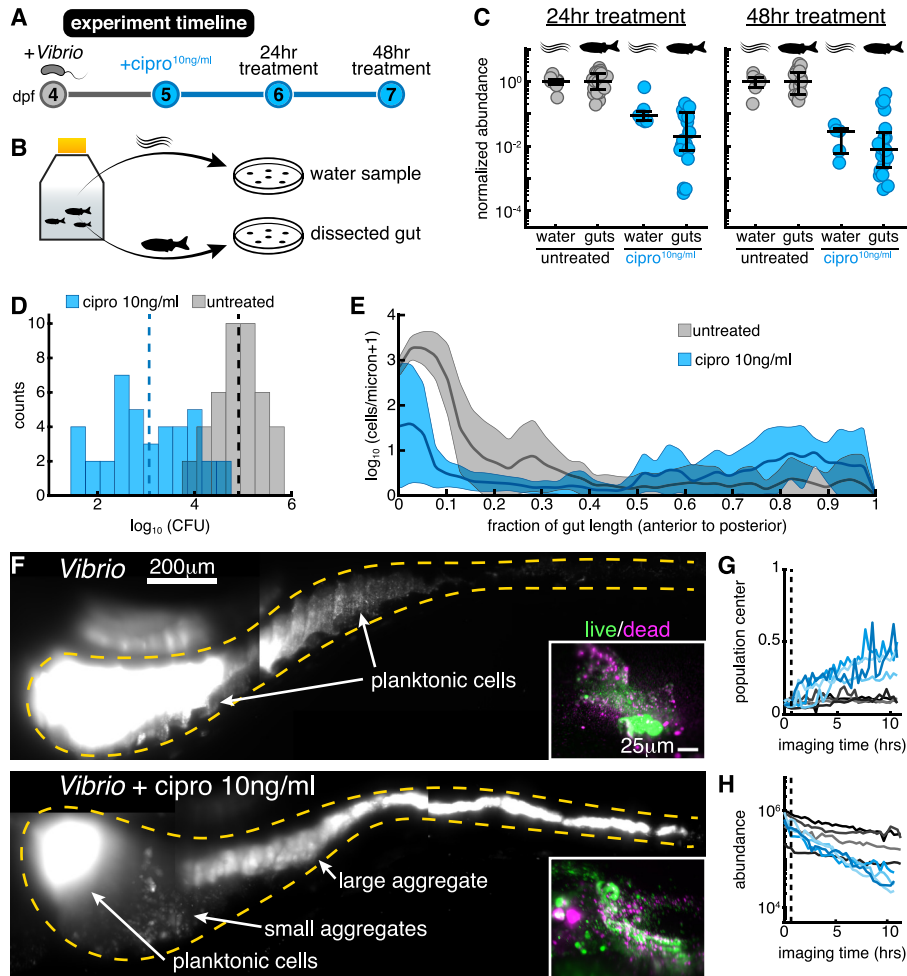 A
experiment timeline
+Vibrio
+cipro10ng/ml
24hr treatment
48hr treatment
dpf
4
5
6
7
B
water sample
dissected gut
C
24hr treatment
48hr treatment
normalized abundance
10^0
10^-2
10^-4
water guts water guts
untreated cipro10ng/ml
10^0
10^-2
10^-4
water guts water guts
untreated cipro10ng/ml
D
cipro 10ng/ml untreated
counts
10
8
6
4
2
0
2 4 6
log10 (CFU)
E
untreated
cipro 10ng/ml
log10 (cells/micron+1)
4
3
2
1
0
0 0.1 0.2 0.3 0.4 0.5 0.6 0.7 0.8 0.9 1
fraction of gut length (anterior to posterior)
F
Vibrio
200μm
planktonic cells
live/dead
25μm
Vibrio + cipro 10ng/ml
large aggregate
small aggregates
planktonic cells
G
population center
1
0.5
0
0 5 10
imaging time (hrs)
H
abundance
10^6
10^4
0 5 10
imaging time (hrs)